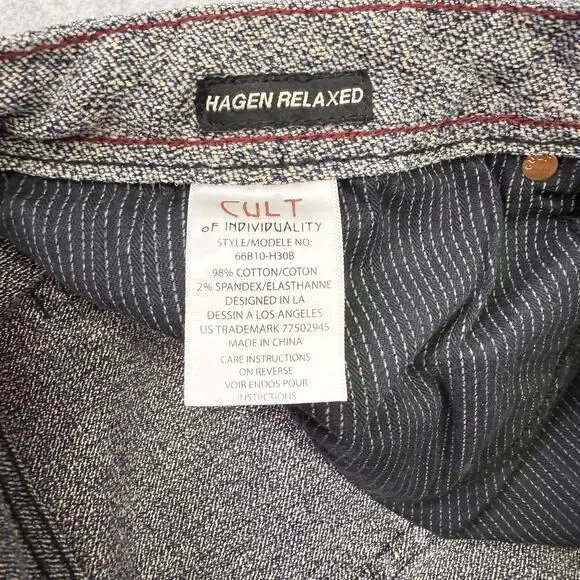 HAGEN RELAXED
CULT
OF INDIVIDUALITY
STYLE/MODELE NO:
66B10-H30B
98% COTTON/COTON
2% SPANDEX/ELASTHANNE
DESIGNED IN LA
DESSIN A LOS ANGELES
US TRADEMARK 77502945
MADE IN CHINA
CARE INSTRUCTIONS
ON REVERSE
VOIR ENDOS POUR
INSTRCTIONS